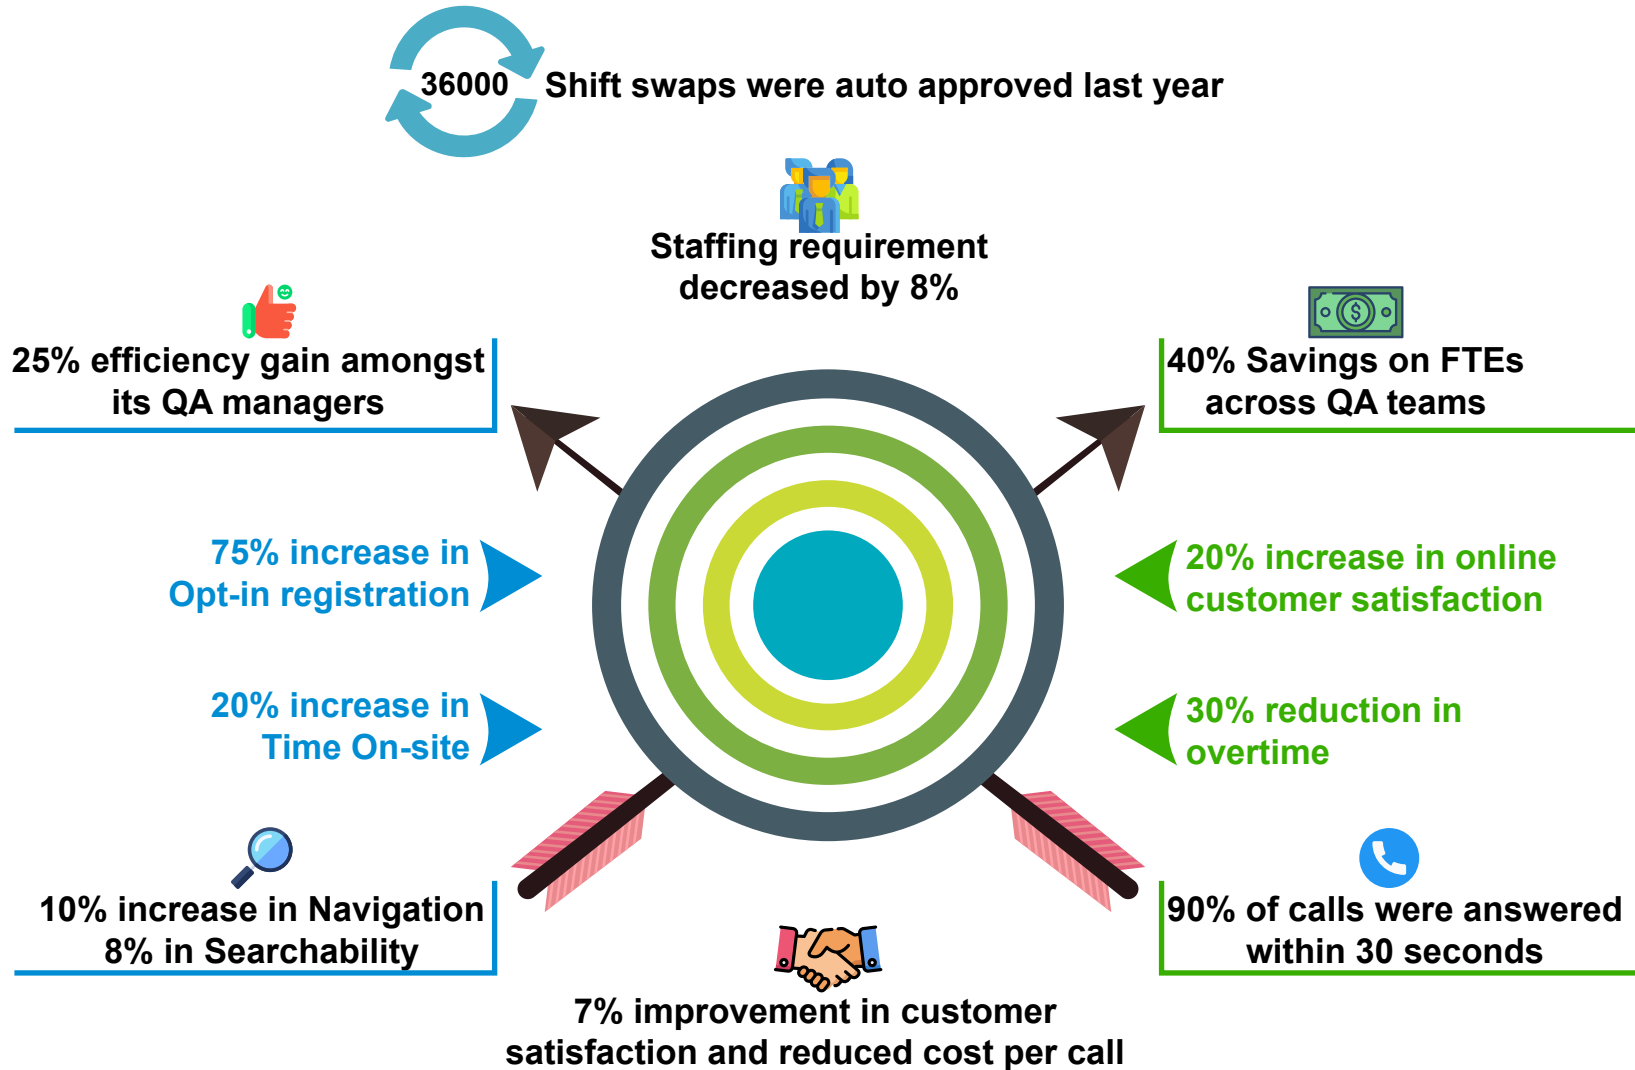 36000 Shift swaps were auto approved last year
Staffing requirement
decreased by 8%
25% efficiency gain amongst
its QA managers
40% Savings on FTEs
across QA teams
75% increase in
Opt-in registration
20% increase in online
customer satisfaction
20% increase in
Time On-site
30% reduction in
overtime
10% increase in Navigation
8% in Searchability
90% of calls were answered
within 30 seconds
7% improvement in customer
satisfaction and reduced cost per call